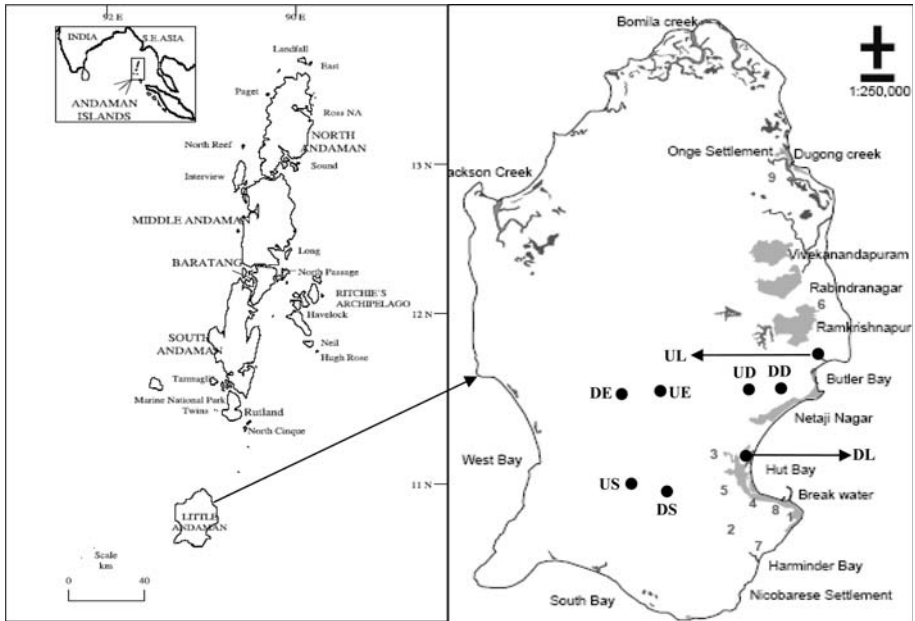 92 E
90 E
INDIA
S.E.ASIA
ANDAMAN
ISLANDS
Landfall
East
Paget
Ross NA
NORTH
ANDAMAN
North Reef
Sound
13 N
Interview
MIDDLE ANDAMAN
Long
BARATANG
North Passage
RITCHIE'S
ARCHIPELAGO
Havelock
12 N
SOUTH
ANDAMAN
Neil
Hugh Rose
Tarmugli
Marine National Park
Twins
Rutland
North Cinque
11 N
LITTLE
ANDAMAN
Scale
km
0
40
Bomila creek
1:250,000
Onge Settlement
Dugong creek
9
ackson Creek
Vivekanandapuram
Rabindranagar
6
Ramkrishnapur
UL
UD
DD
Butler Bay
DE
UE
Netaji Nagar
West Bay
3
DL
Hut Bay
US
5
Break water
DS
4
8
1
2
7
Harminder Bay
South Bay
Nicobarese Settlement